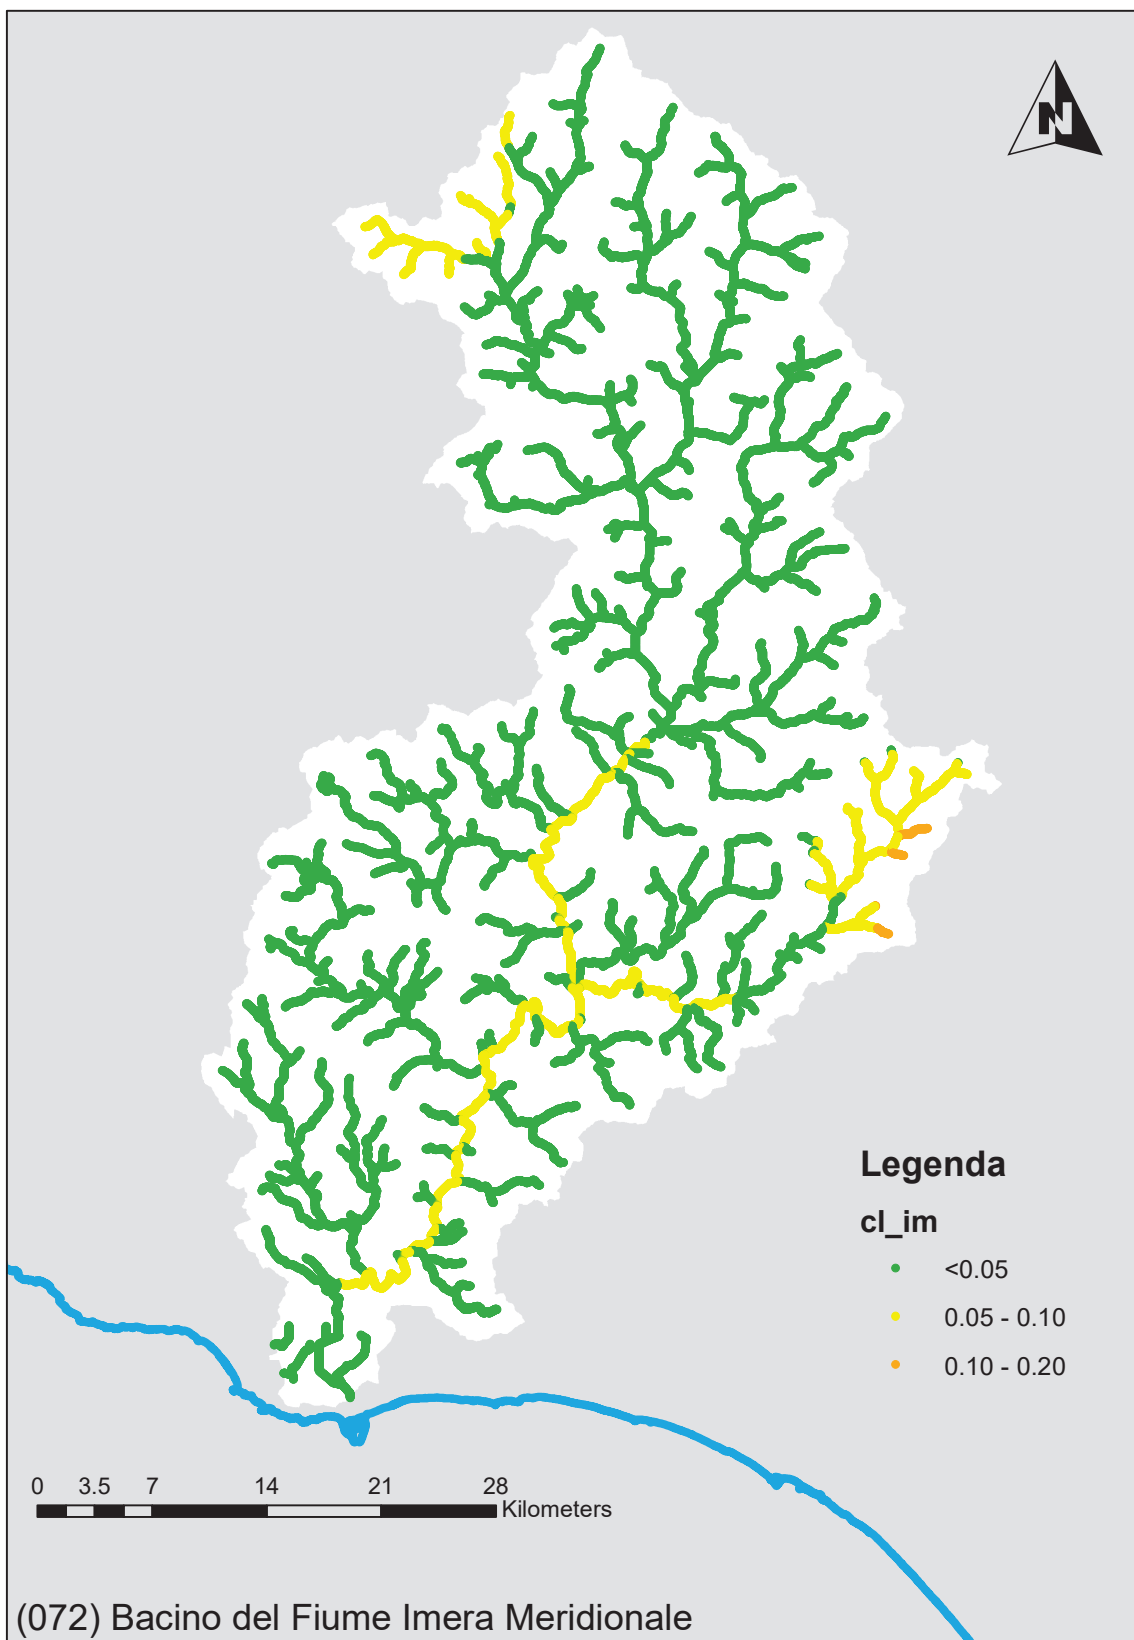 N
Legenda
cl_im
<0.05
0.05 - 0.10
0.10 - 0.20
0 3.5 7 14 21 28
Kilometers
(072) Bacino del Fiume Imera Meridionale